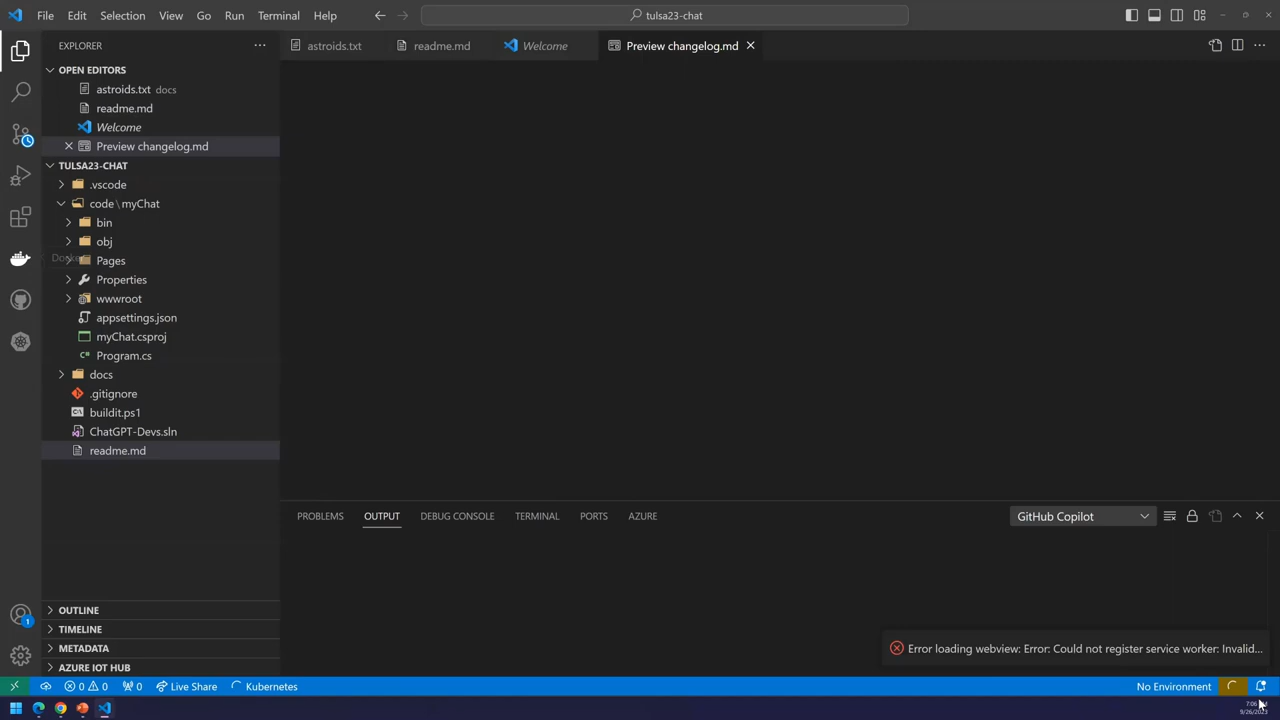 File Edit Selection View Go Run Terminal Help
tulsa23-chat
EXPLORER
astroids.txt
readme.md
Welcome
Preview changelog.md
OPEN EDITORS
astroids.txt docs
readme.md
Welcome
Preview changelog.md
TULSA23-CHAT
.vscode
code \ myChat
bin
obj
Pages
Properties
wwwroot
appsettings.json
myChat.csproj
C# Program.cs
docs
.gitignore
buildit.ps1
ChatGPT-Devs.sln
readme.md
PROBLEMS OUTPUT DEBUG CONSOLE TERMINAL PORTS AZURE
GitHub Copilot
OUTLINE
TIMELINE
METADATA
AZURE IOT HUB
Error loading webview: Error: Could not register service worker: Invalid...
1
0 0 0 Live Share Kubernetes
No Environment
7:06